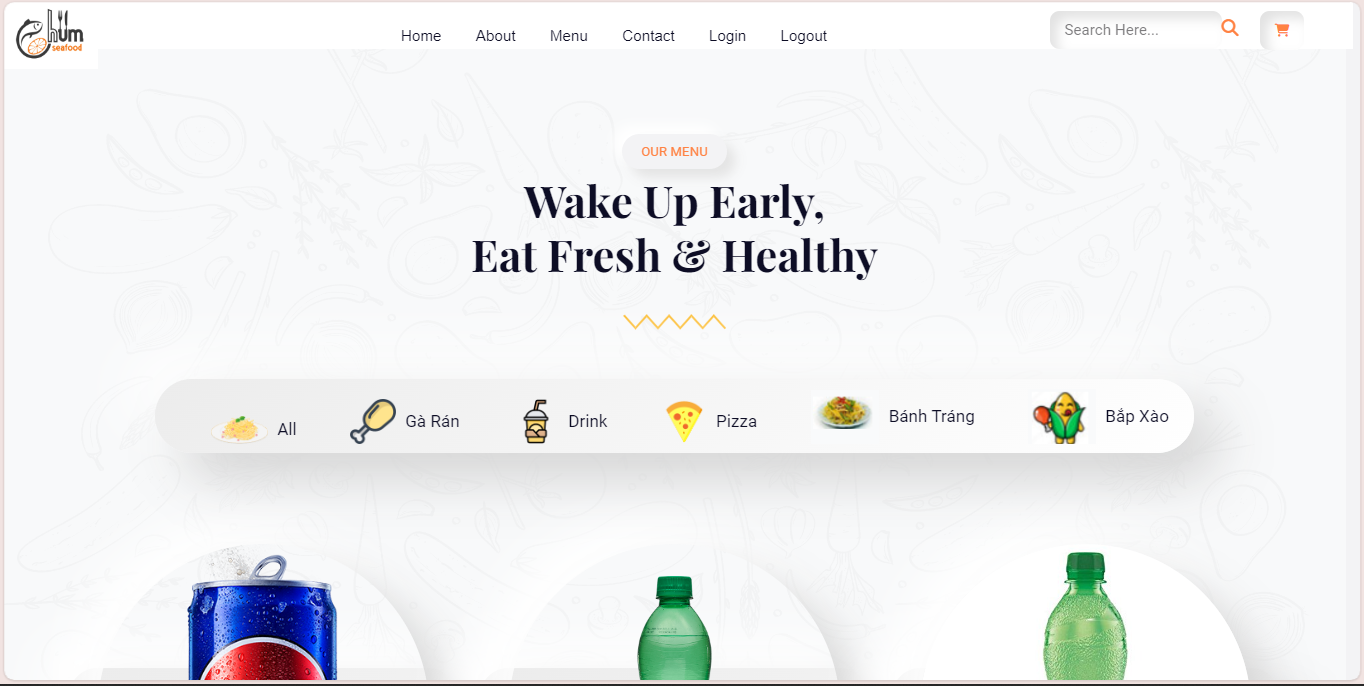 Chum
seafood
Home
About
Menu
Contact
Login
Logout
Search Here...
OUR MENU
Wake Up Early,
Eat Fresh & Healthy
All
Gà Rán
Drink
Pizza
Bánh Tráng
Bắp Xào